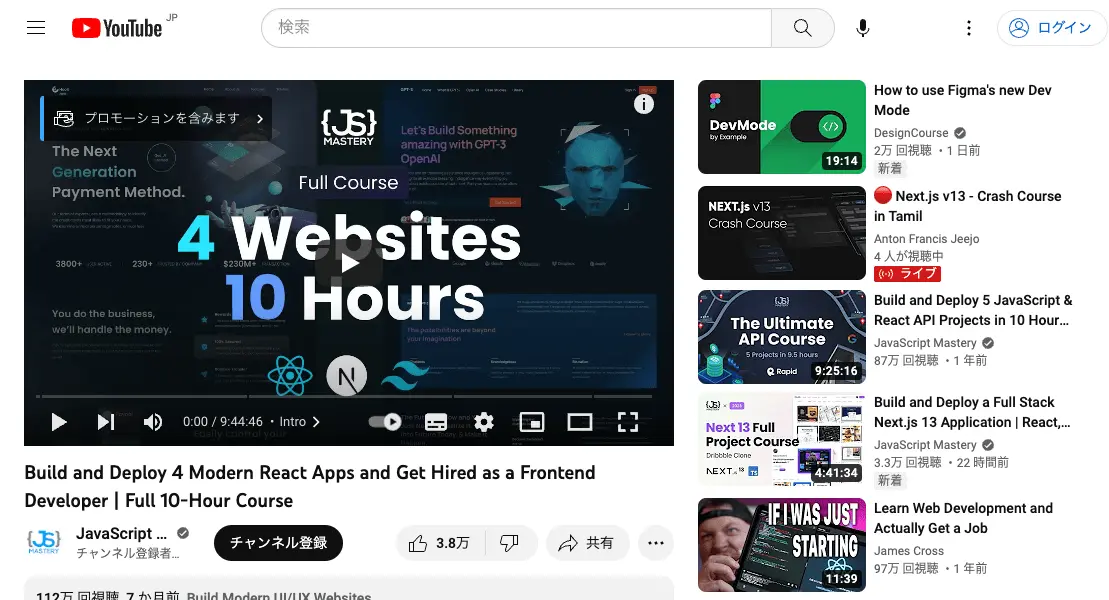 YouTube JP
検索
ログイン
プロモーションを含みます
{JS}
MASTERY
The Next
Generation
Payment Method.
Let's Build Something
amazing with GPT-3
OpenAI
Full Course
4 Websites
10 Hours
3800+
230+
$230M+
You do the business,
we'll handle the money.
The possibilities are beyond
your imagination
N
0:00 / 9:44:46 • Intro
Build and Deploy 4 Modern React Apps and Get Hired as a Frontend
Developer | Full 10-Hour Course
{JS}
MASTERY
JavaScript ...
チャンネル登録者...
チャンネル登録
3.8万
共有
112万 回視聴 7 か月前 Build Modern UI/UX Websites
DevMode
by Example
19:14
How to use Figma's new Dev
Mode
DesignCourse
2万 回視聴 • 1 日前
新着
NEXT.js v13
Crash Course
Next.js v13 - Crash Course
in Tamil
Anton Francis Jeejo
4 人が視聴中
ライブ
{JS}
MASTERY
The Ultimate
API Course
5 Projects in 9.5 hours
Rapid
9:25:16
Build and Deploy 5 JavaScript &
React API Projects in 10 Hour...
JavaScript Mastery
87万 回視聴 • 1 年前
{JS} × 2023
Next 13 Full
Project Course
Dribbble Clone
NEXT.JS 13 TS
4:41:34
Build and Deploy a Full Stack
Next.js 13 Application | React,...
JavaScript Mastery
3.3万 回視聴 • 22 時間前
新着
IF I WAS JUST
STARTING
11:39
Learn Web Development and
Actually Get a Job
James Cross
97万 回視聴 • 1 年前